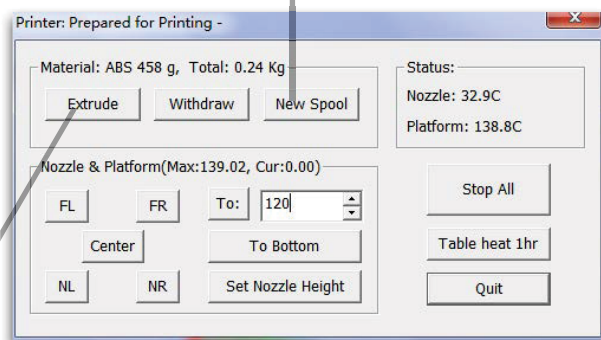 Printer: Prepared for Printing -
Material: ABS 458 g, Total: 0.24 Kg
Extrude
Withdraw
New Spool
Status:
Nozzle: 32.9C
Platform: 138.8C
Nozzle & Platform(Max:139.02, Cur:0.00)
FL
FR
To:
120
Center
To Bottom
NL
NR
Set Nozzle Height
Stop All
Table heat 1hr
Quit